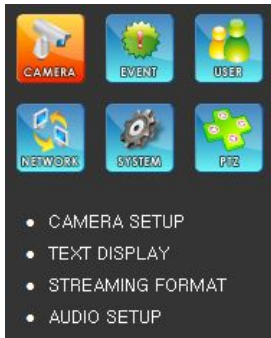 CAMERA EVENT USER
NETWORK SYSTEM PTZ
CAMERA SETUP
TEXT DISPLAY
STREAMING FORMAT
AUDIO SETUP